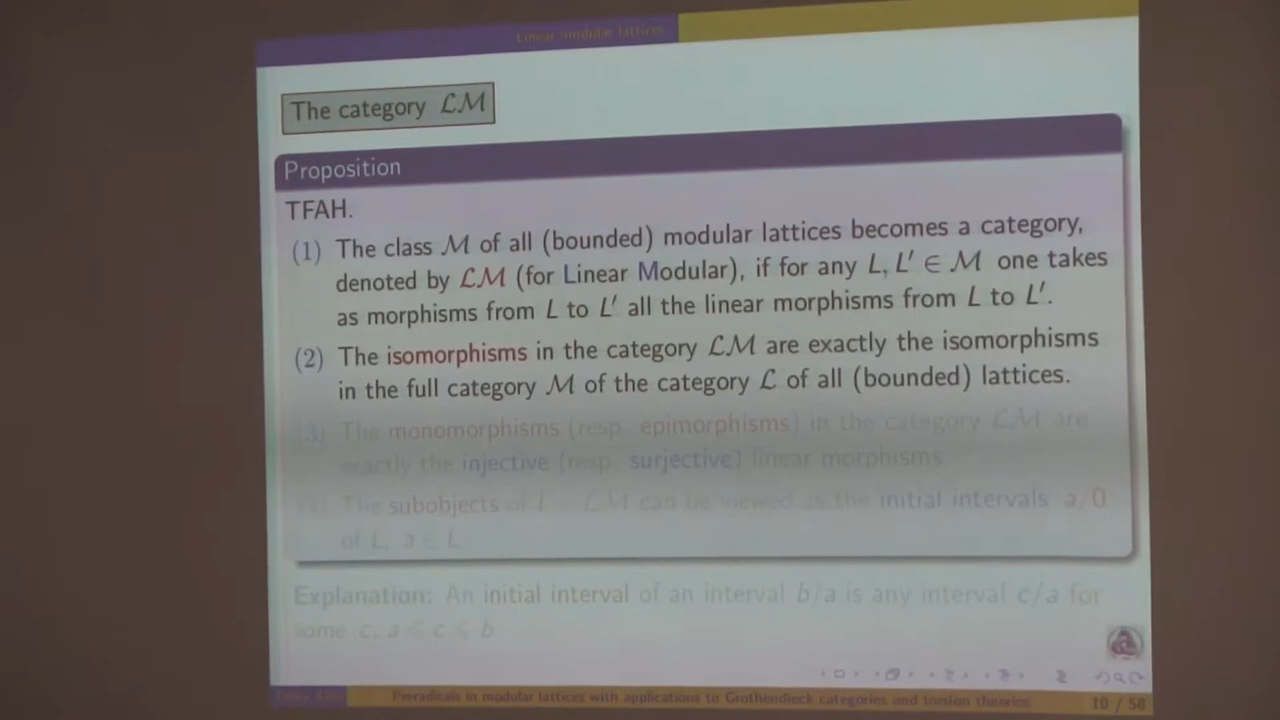 Linear modular lattices
The category ℒℳ
Proposition
TFAH.
(1) The class ℳ of all (bounded) modular lattices becomes a category,
denoted by ℒℳ (for Linear Modular), if for any L, L′ ∈ ℳ one takes
as morphisms from L to L′ all the linear morphisms from L to L′.
(2) The isomorphisms in the category ℒℳ are exactly the isomorphisms
in the full category ℳ of the category ℒ of all (bounded) lattices.
(3) The monomorphisms (resp. epimorphisms) in the category ℒℳ are
exactly the injective (resp. surjective) linear morphisms.
The subobjects of L ∈ ℒℳ can be viewed as the initial intervals a/0
of L, a ∈ L
Explanation: An initial interval of an interval b/a is any interval c/a for
some c, a ⩽ c ⩽ b
Preradicals in modular lattices with applications to Grothendieck categories and torsion theories
10 / 58